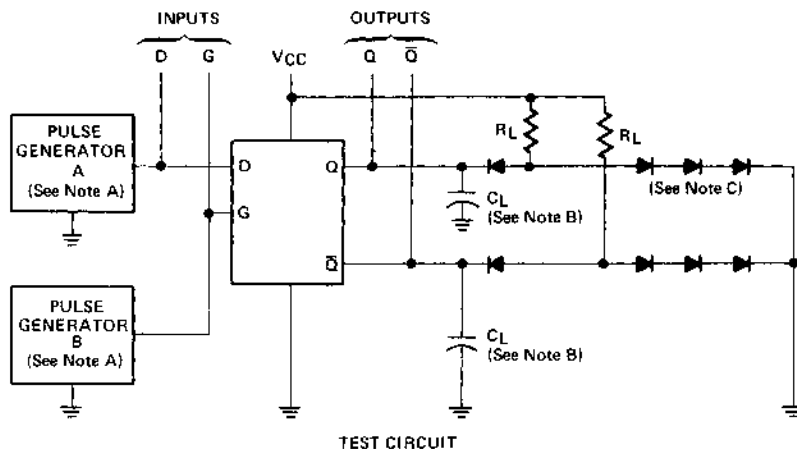 INPUTS
OUTPUTS
D
G
VCC
Q
Q̅
PULSE
GENERATOR
A
(See Note A)
D
G
Q
Q̅
RL
RL
CL
(See Note B)
(See Note C)
PULSE
GENERATOR
B
(See Note A)
CL
(See Note B)
TEST CIRCUIT